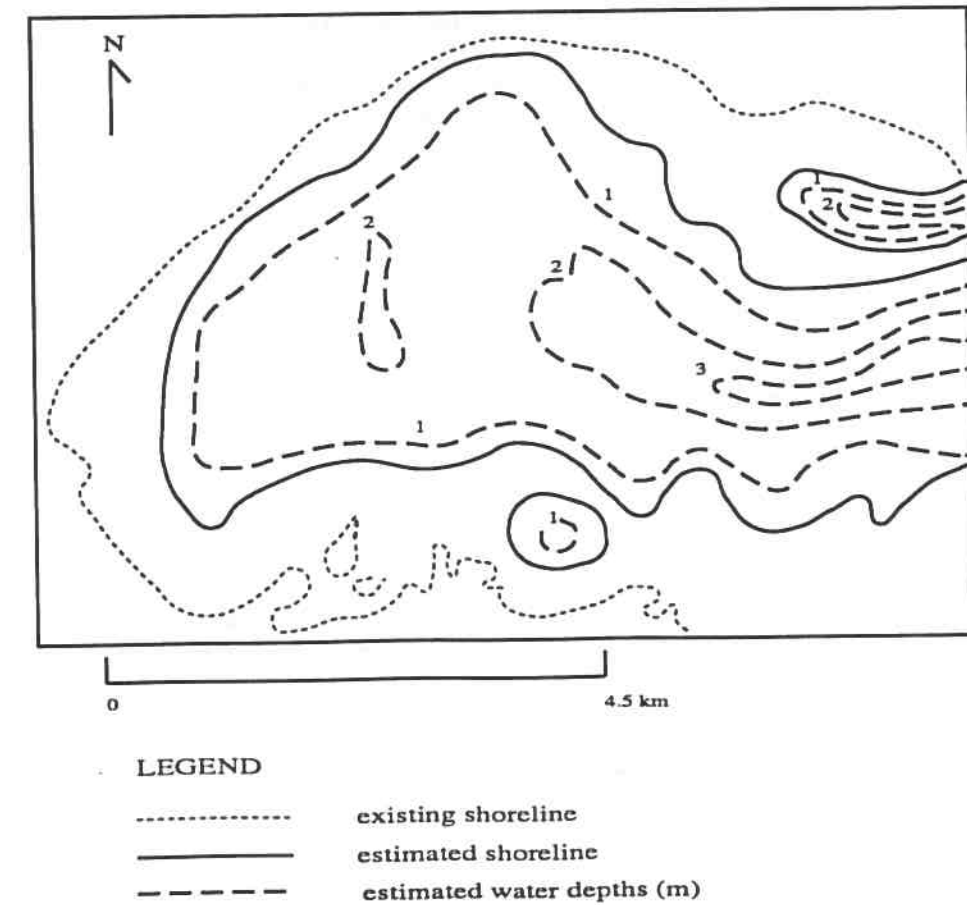 N
1
1
2
2
2
3
1
1
0 4.5 km
LEGEND
existing shoreline
estimated shoreline
estimated water depths (m)